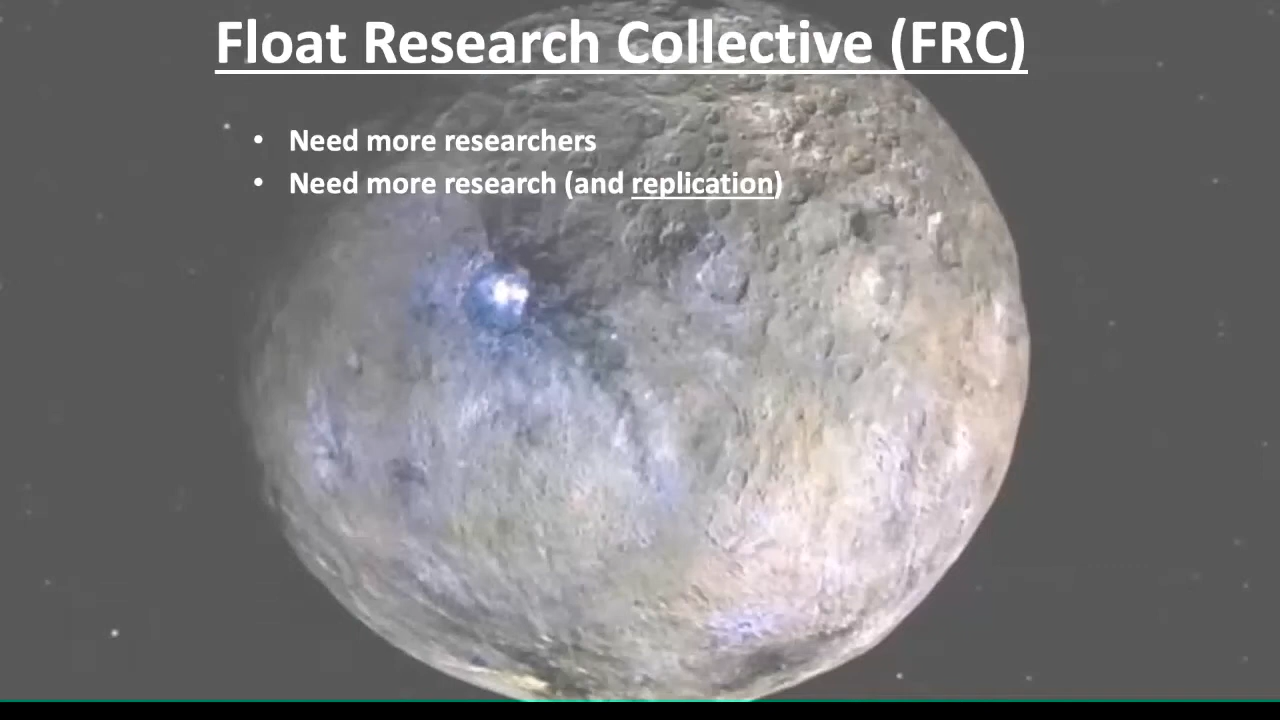 Float Research Collective (FRC)
• Need more researchers
• Need more research (and replication)